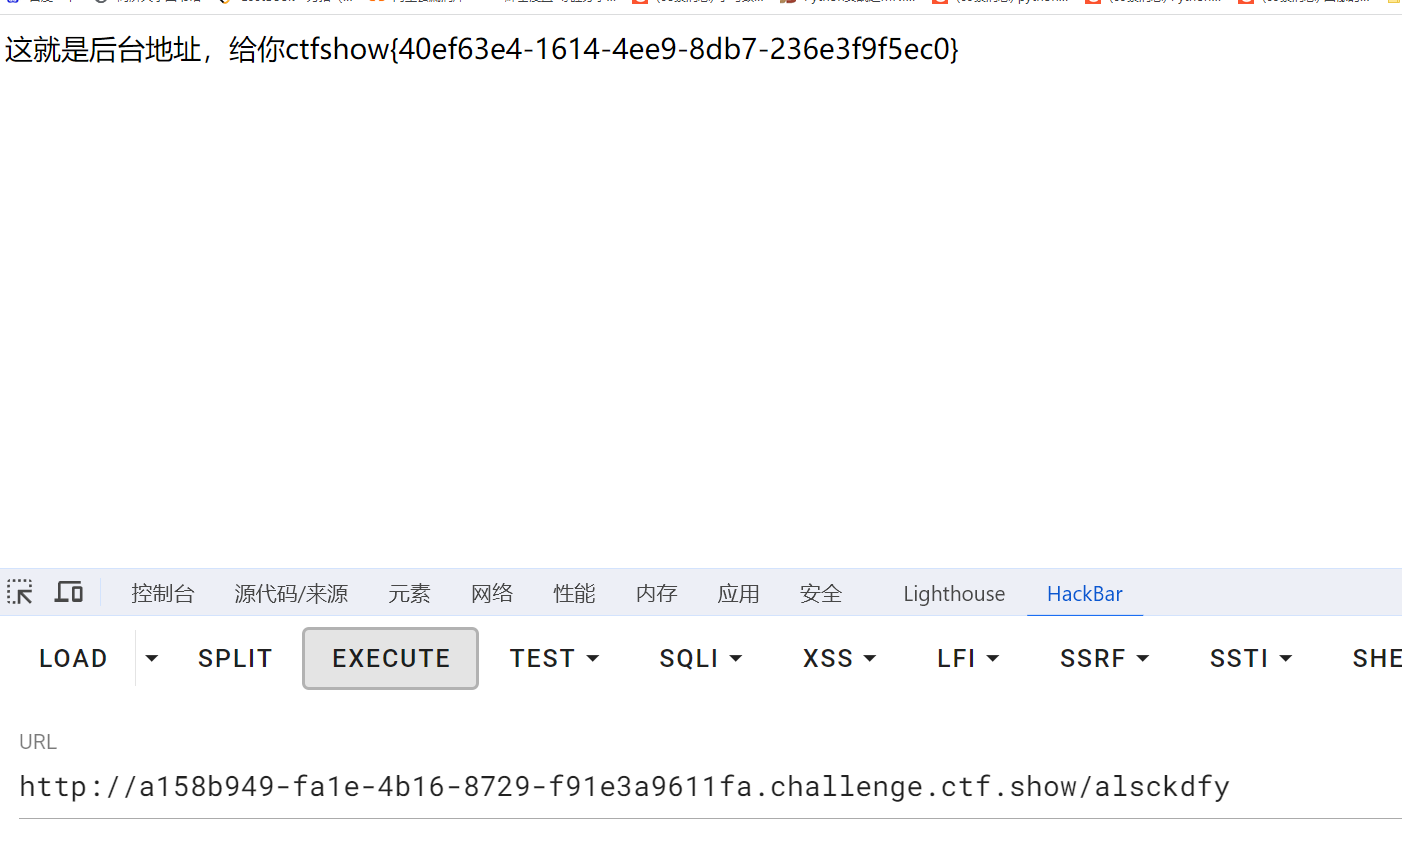 这就是后台地址，给你ctfshow{40ef63e4-1614-4ee9-8db7-236e3f9f5ec0}
控制台 源代码/来源 元素 网络 性能 内存 应用 安全 Lighthouse HackBar
LOAD SPLIT EXECUTE TEST SQLI XSS LFI SSRF SSTI SHE
URL
http://a158b949-fa1e-4b16-8729-f91e3a9611fa.challenge.ctf.show/alsckdfy